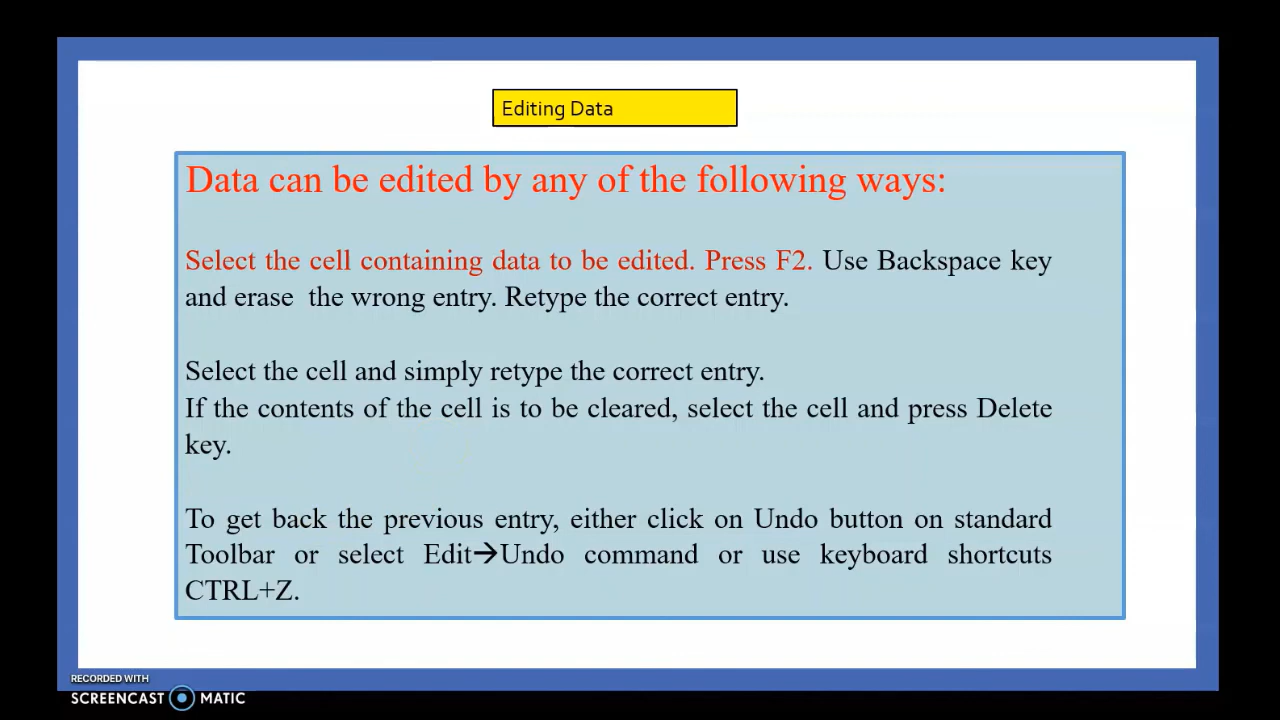 Editing Data
Data can be edited by any of the following ways:
Select the cell containing data to be edited. Press F2. Use Backspace key
and erase  the wrong entry. Retype the correct entry.
Select the cell and simply retype the correct entry.
If the contents of the cell is to be cleared, select the cell and press Delete
key.
To get back the previous entry, either click on Undo button on standard
Toolbar or select Edit→Undo command or use keyboard shortcuts
CTRL+Z.
RECORDED WITH
SCREENCAST MATIC